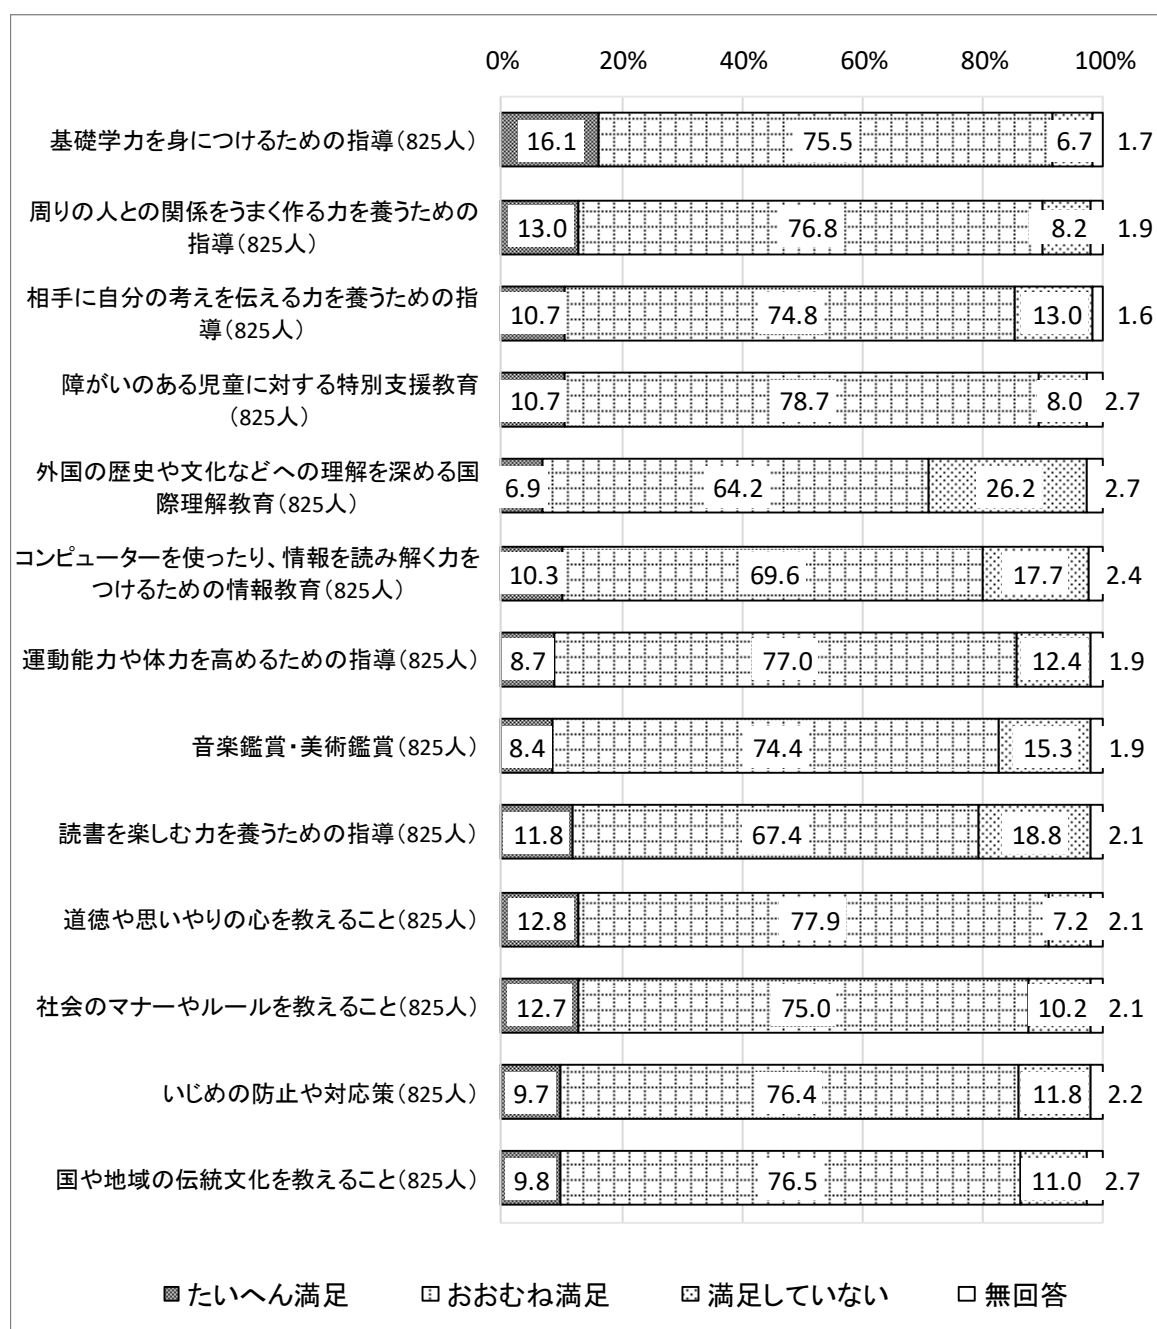 0% 20% 40% 60% 80% 100%
基礎学力を身につけるための指導(825人) 16.1 75.5 6.7 1.7
周りの人との関係をうまく作る力を養うための
指導(825人) 13.0 76.8 8.2 1.9
相手に自分の考えを伝える力を養うための指
導(825人) 10.7 74.8 13.0 1.6
障がいのある児童に対する特別支援教育
(825人) 10.7 78.7 8.0 2.7
外国の歴史や文化などへの理解を深める国
際理解教育(825人) 6.9 64.2 26.2 2.7
コンピューターを使ったり、情報を読み解く力を
つけるための情報教育(825人) 10.3 69.6 17.7 2.4
運動能力や体力を高めるための指導(825人) 8.7 77.0 12.4 1.9
音楽鑑賞・美術鑑賞(825人) 8.4 74.4 15.3 1.9
読書を楽しむ力を養うための指導(825人) 11.8 67.4 18.8 2.1
道徳や思いやりの心を教えること(825人) 12.8 77.9 7.2 2.1
社会のマナーやルールを教えること(825人) 12.7 75.0 10.2 2.1
いじめの防止や対応策(825人) 9.7 76.4 11.8 2.2
国や地域の伝統文化を教えること(825人) 9.8 76.5 11.0 2.7
たいへん満足 おおむね満足 満足していない 無回答